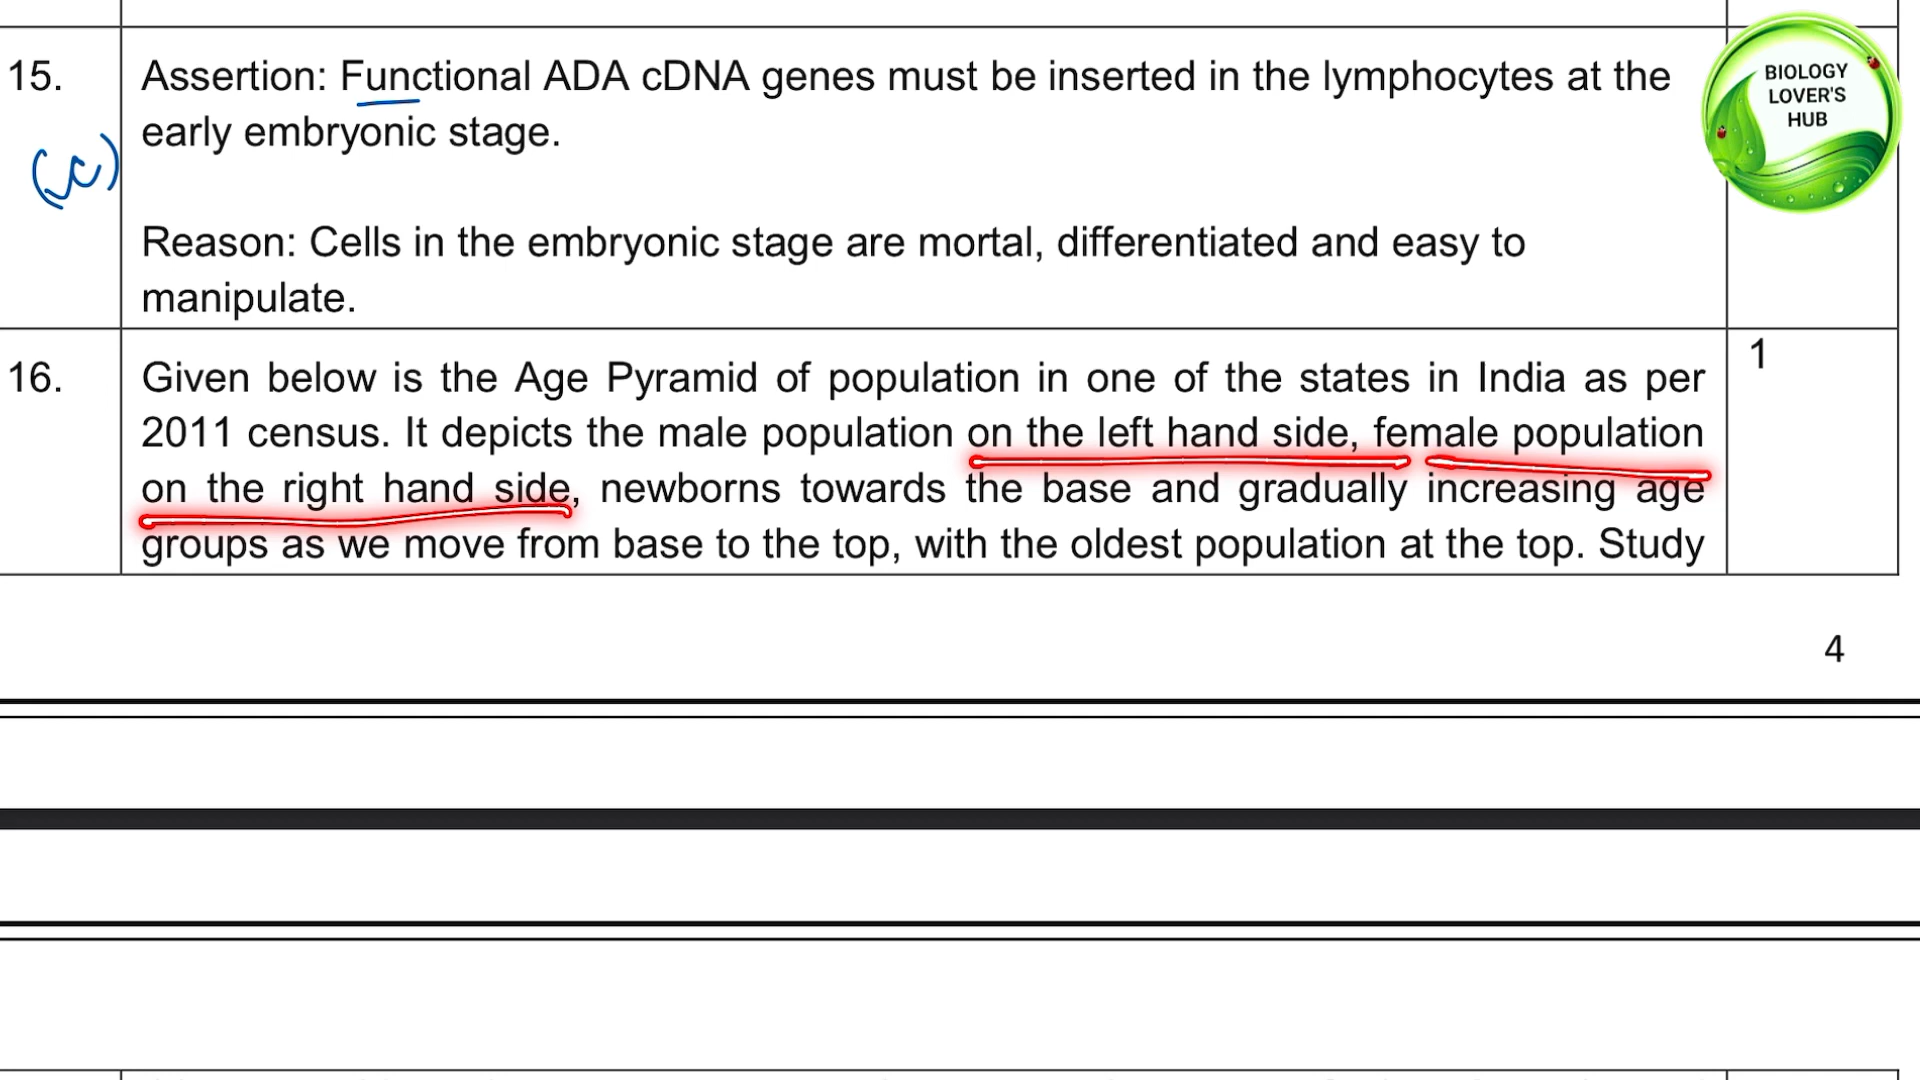 15.
Assertion: Functional ADA cDNA genes must be inserted in the lymphocytes at the
early embryonic stage.
(c)
Reason: Cells in the embryonic stage are mortal, differentiated and easy to
manipulate.
BIOLOGY
LOVER'S
HUB
16.
Given below is the Age Pyramid of population in one of the states in India as per
1
2011 census. It depicts the male population on the left hand side, female population
on the right hand side, newborns towards the base and gradually increasing age
groups as we move from base to the top, with the oldest population at the top. Study
4